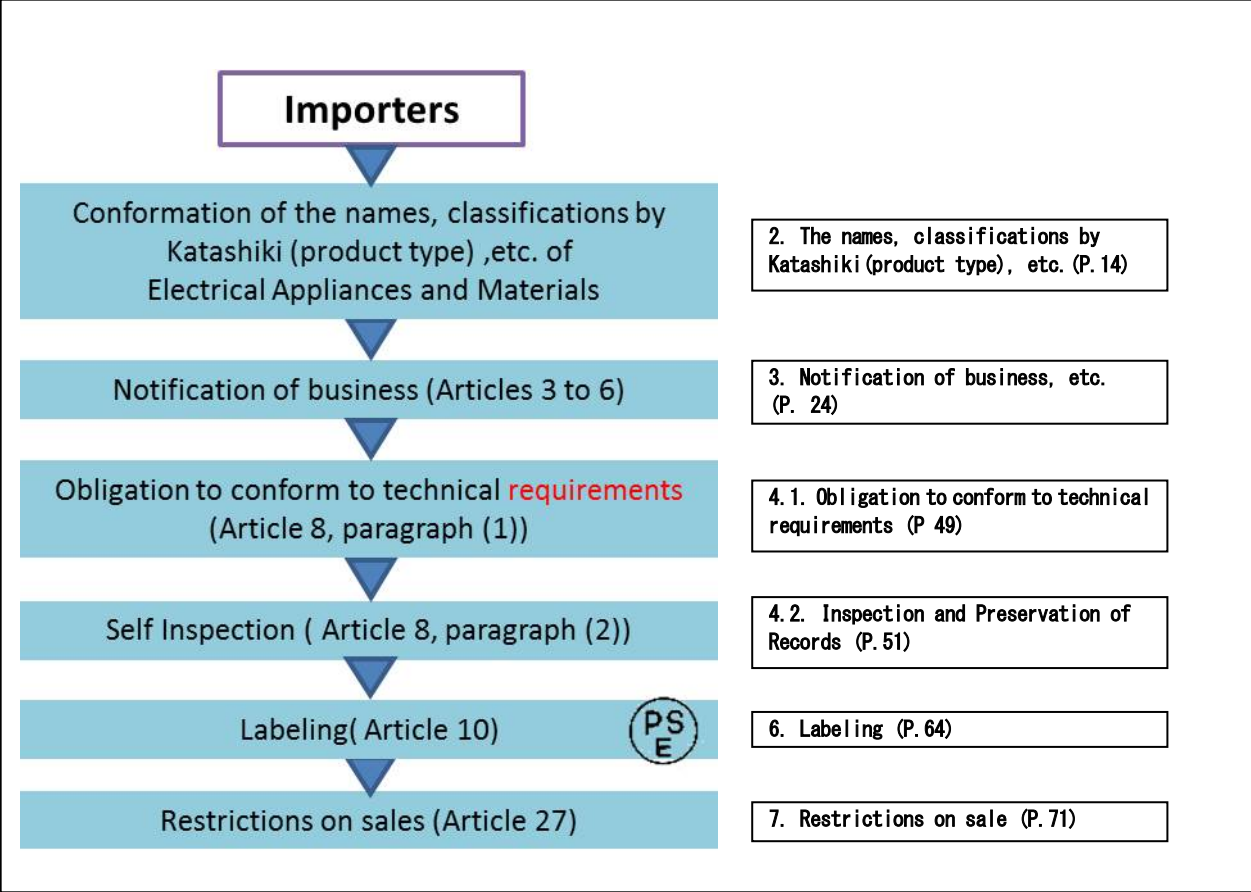 Importers
Conformation of the names, classifications by
Katashiki (product type) ,etc. of
Electrical Appliances and Materials
2. The names, classifications by
Katashiki(product type), etc.(P.14)
Notification of business (Articles 3 to 6)
3. Notification of business, etc.
(P. 24)
Obligation to conform to technical requirements
(Article 8, paragraph (1))
4.1. Obligation to conform to technical
requirements (P 49)
Self Inspection ( Article 8, paragraph (2))
4.2. Inspection and Preservation of
Records (P.51)
Labeling( Article 10)
PS
E
6. Labeling (P.64)
Restrictions on sales (Article 27)
7. Restrictions on sale (P.71)